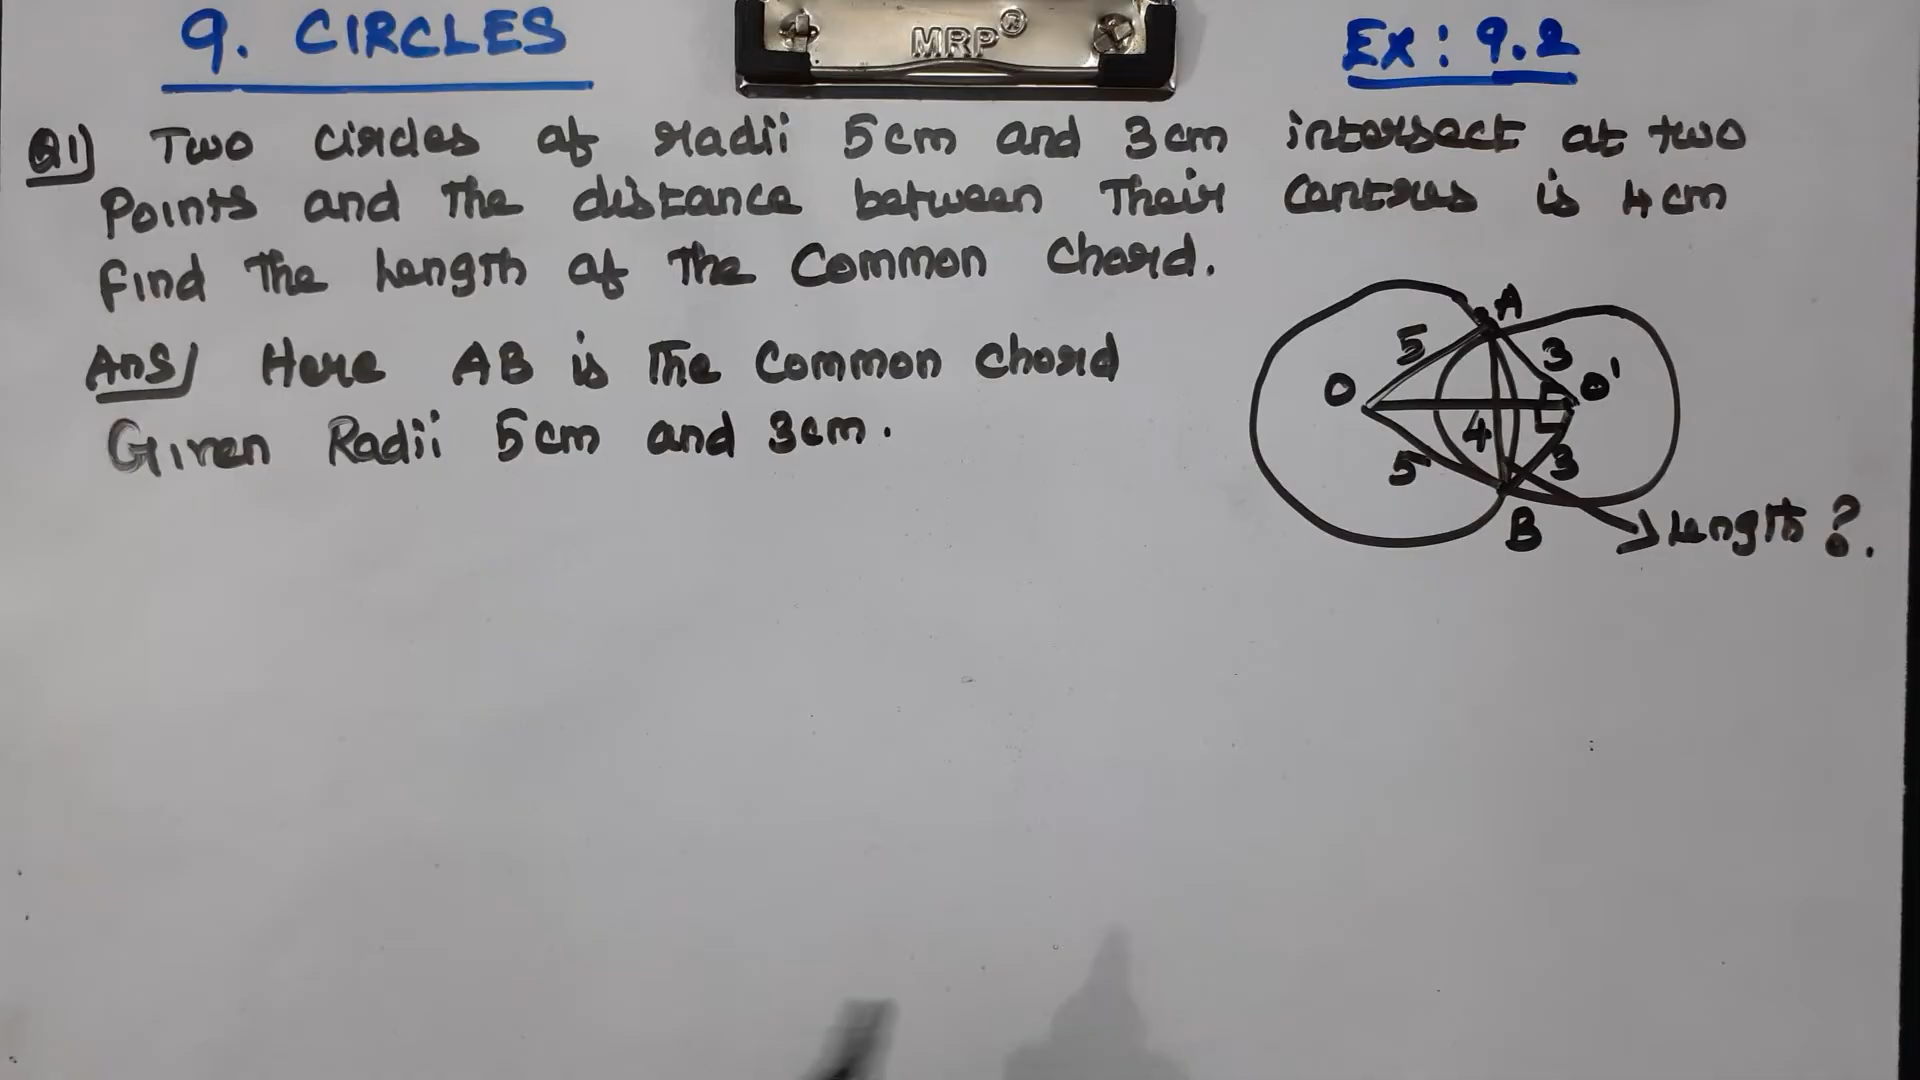 9. CIRCLES
MRP®
Ex: 9.2
Q1) Two circles of radii 5cm and 3cm intersect at two
Points and The distance between Their Centres is 4cm
Find The Length of The Common Chord.
Ans/ Here AB is The Common Chord
Given Radii 5cm and 3cm.
A
5
3
O
O'
4
5
3
B
Length ?.